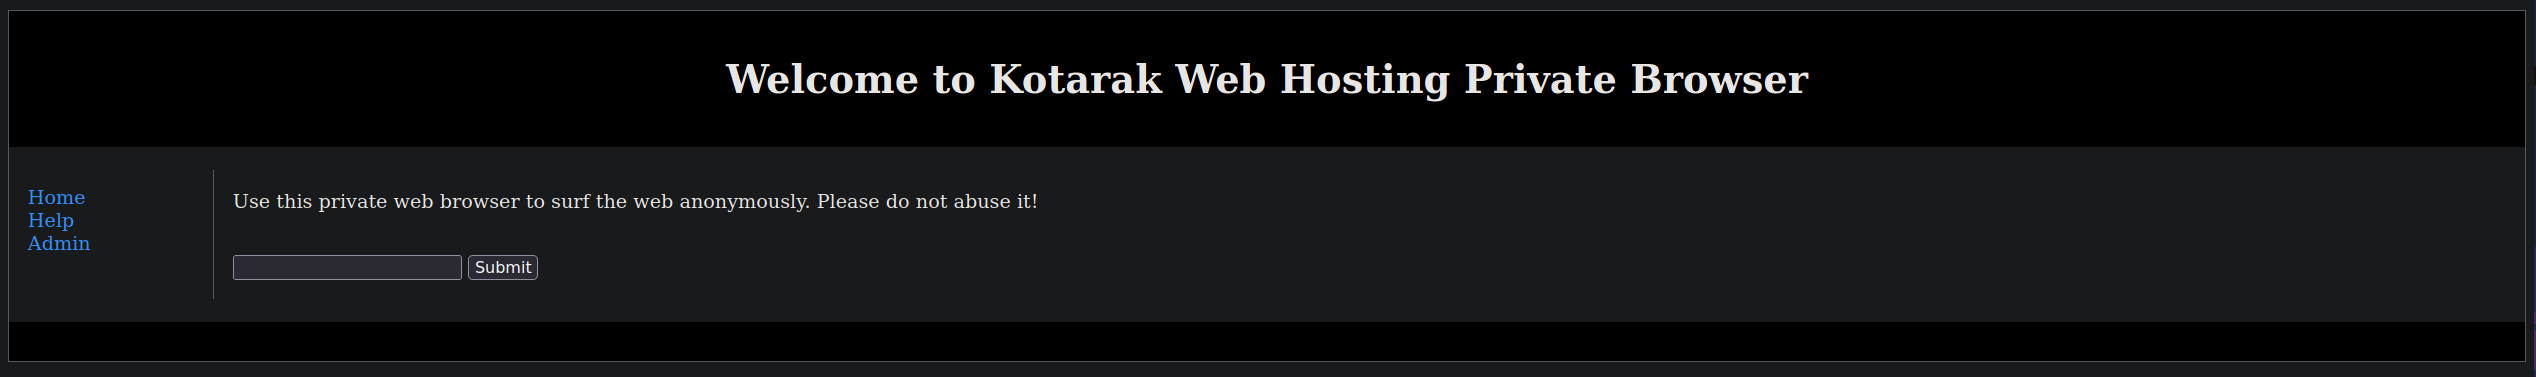 Welcome to Kotarak Web Hosting Private Browser
Home
Help
Admin
Use this private web browser to surf the web anonymously. Please do not abuse it!
Submit